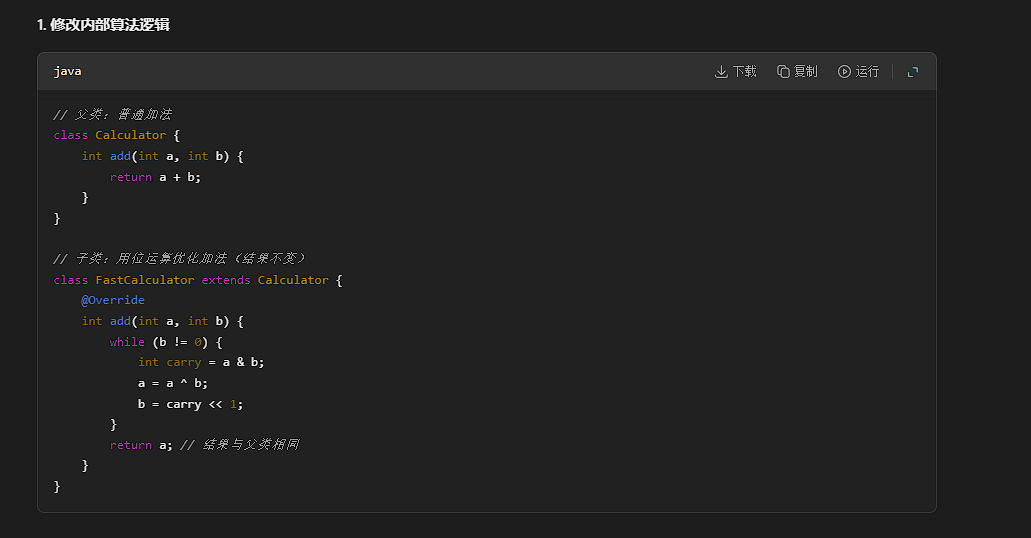 1. 修改内部算法逻辑
java 下载 复制 运行
// 父类：普通加法
class Calculator {
    int add(int a, int b) {
        return a + b;
    }
}

// 子类：用位运算优化加法（结果不变）
class FastCalculator extends Calculator {
    @Override
    int add(int a, int b) {
        while (b != 0) {
            int carry = a & b;
            a = a ^ b;
            b = carry << 1;
        }
        return a; // 结果与父类相同
    }
}